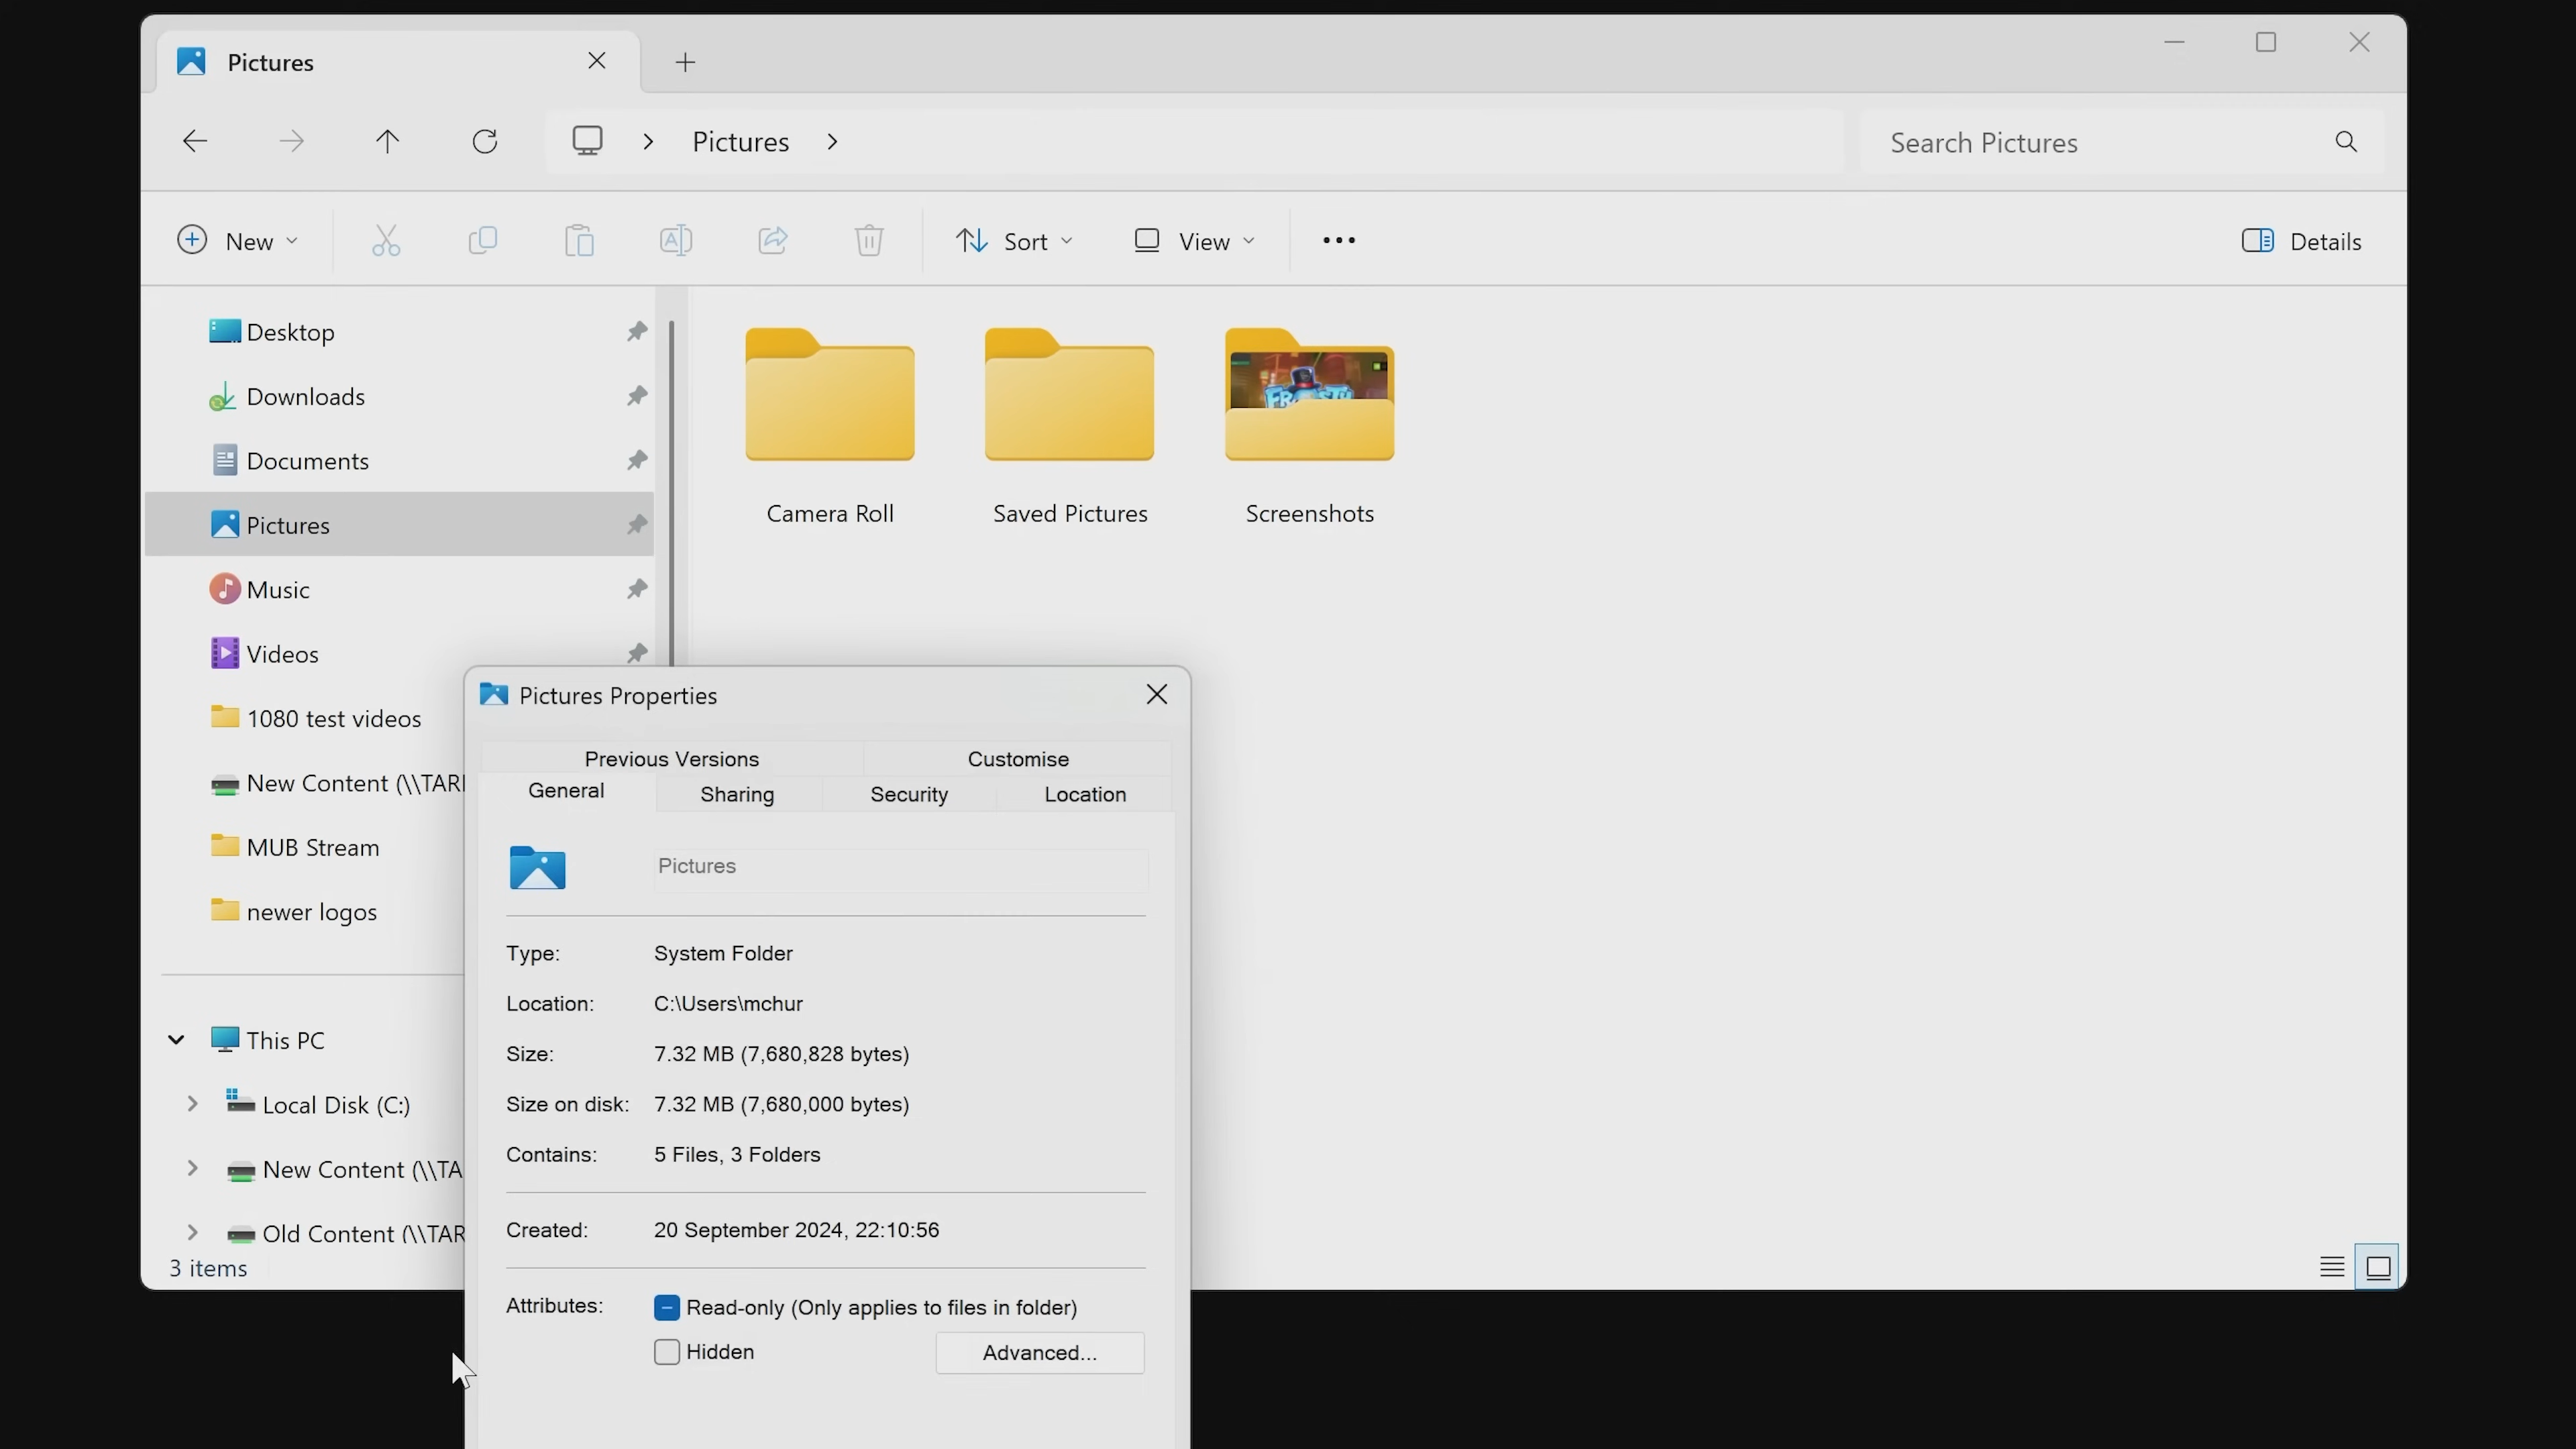 Pictures
Pictures
Search Pictures
New
Sort
View
Details
Desktop
Downloads
Documents
Pictures
Music
Videos
1080 test videos
New Content (\\TAR
MUB Stream
newer logos
This PC
Local Disk (C:)
New Content (\\TA
Old Content (\\TAR
3 items
Camera Roll
Saved Pictures
Screenshots
Pictures Properties
Previous Versions
Customise
General
Sharing
Security
Location
Pictures
Type: System Folder
Location: C:\Users\mchur
Size: 7.32 MB (7,680,828 bytes)
Size on disk: 7.32 MB (7,680,000 bytes)
Contains: 5 Files, 3 Folders
Created: 20 September 2024, 22:10:56
Attributes: Read-only (Only applies to files in folder)
Hidden
Advanced...